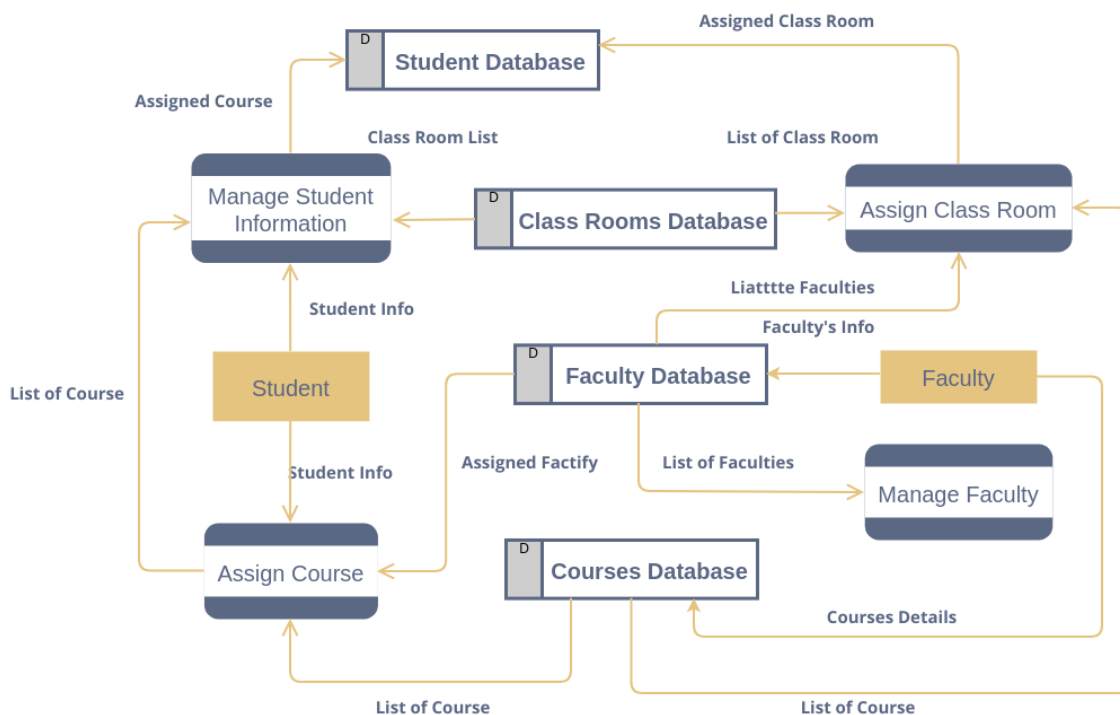 Assigned Class Room
D
Student Database
Assigned Course
Class Room List
List of Class Room
Manage Student
Information
D
Class Rooms Database
Assign Class Room
Liatttte Faculties
Student Info
Faculty's Info
D
Faculty Database
Faculty
Student
List of Course
Assigned Factify
List of Faculties
Student Info
Manage Faculty
D
Courses Database
Assign Course
Courses Details
List of Course
List of Course